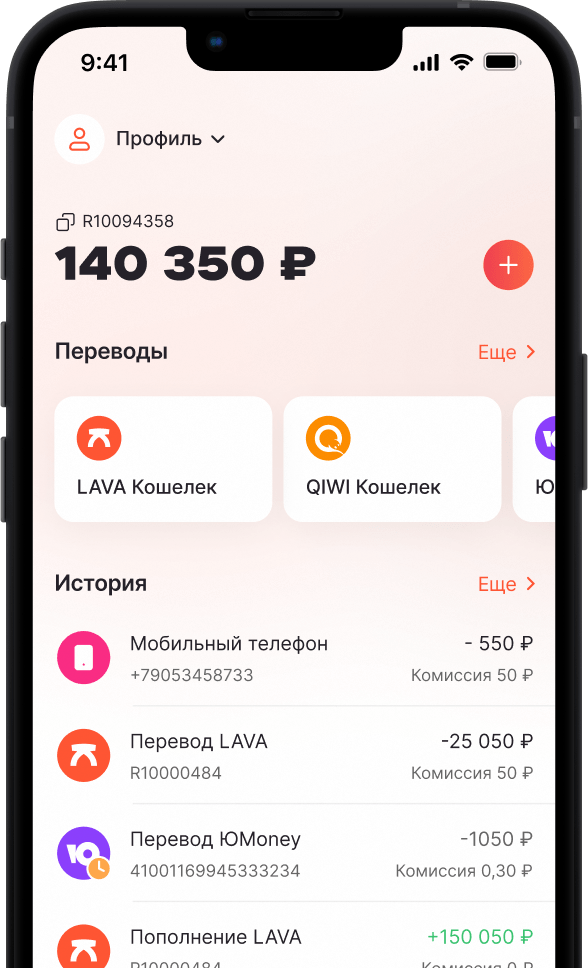 9:41
Профиль
R10094358
140 350 ₽
Переводы
Еще
LAVA Кошелек
QIWI Кошелек
Ю
История
Еще
Мобильный телефон
- 550 ₽
+79053458733
Комиссия 50 ₽
Перевод LAVA
-25 050 ₽
R10000484
Комиссия 50 ₽
Перевод ЮMoney
-1050 ₽
41001169945333234
Комиссия 0,30 ₽
Пополнение LAVA
+150 050 ₽
R10000484
Комиссия 0 ₽